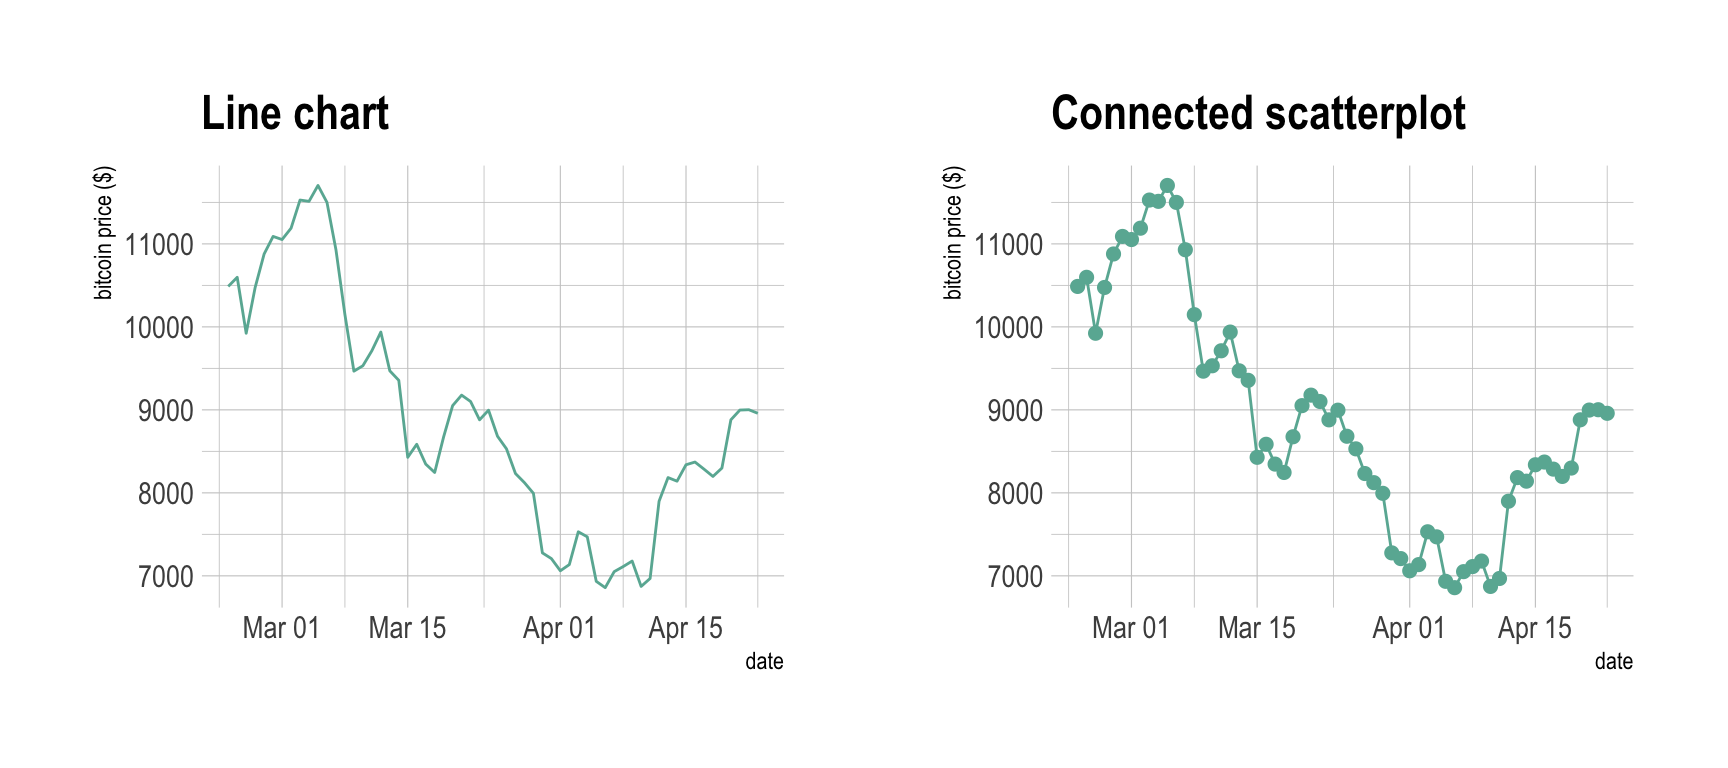 Line chart
bitcoin price ($)
11000
10000
9000
8000
7000
Mar 01 Mar 15 Apr 01 Apr 15
date
Connected scatterplot
bitcoin price ($)
11000
10000
9000
8000
7000
Mar 01 Mar 15 Apr 01 Apr 15
date